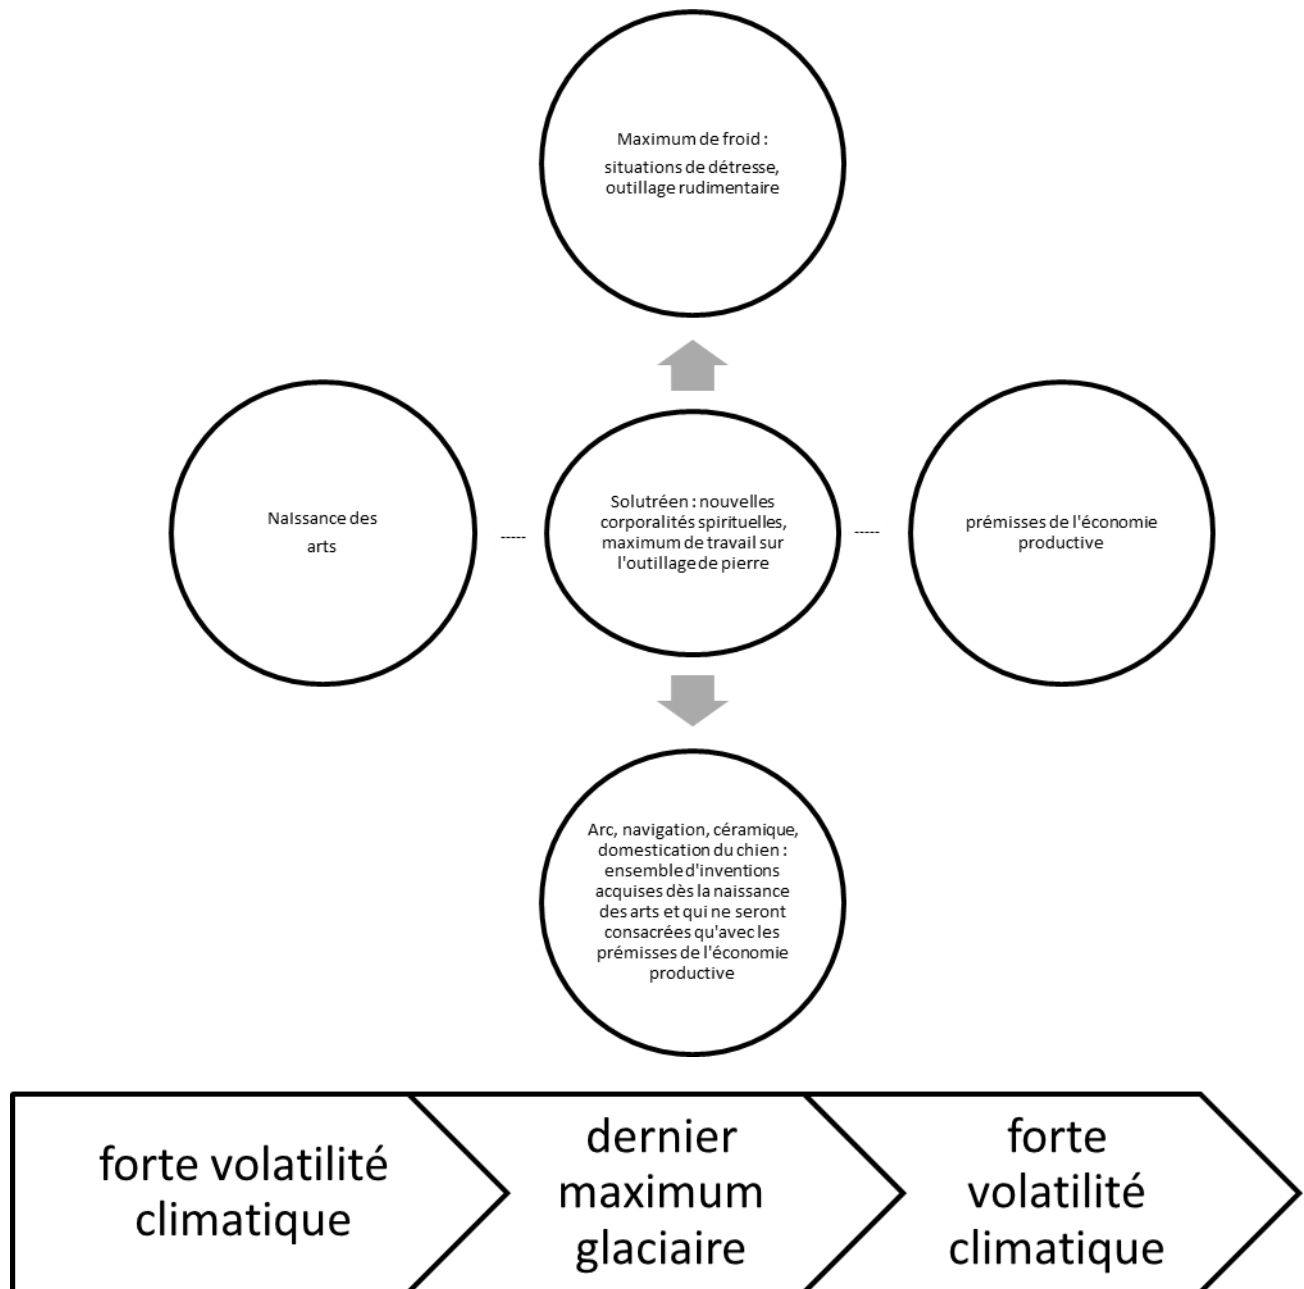 Maximum de froid :
situations de détresse,
outillage rudimentaire
NaIssance des
arts
-----
Solutréen : nouvelles
corporalités spirituelles,
maximum de travail sur
l'outillage de pierre
-----
prémisses de l'économie
productive
Arc, navigation, céramique,
domestication du chien :
ensemble d'inventions
acquises dès la naissance
des arts et qui ne seront
consacrées qu'avec les
prémisses de l'économie
productive
forte volatilité
climatique
dernier
maximum
glaciaire
forte
volatilité
climatique